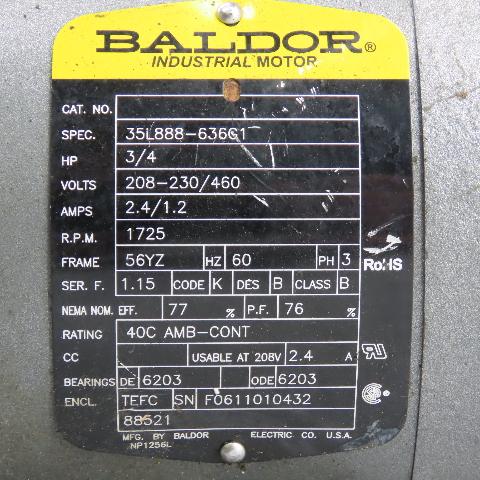 BALDOR®
INDUSTRIAL MOTOR
CAT. NO.
SPEC. 35L888-636G1
HP 3/4
VOLTS 208-230/460
AMPS 2.4/1.2
R.P.M. 1725
FRAME 56YZ HZ 60 PH 3
SER. F. 1.15 CODE K DES B CLASS B
NEMA NOM. EFF. 77 % P.F. 76 %
RATING 40C AMB-CONT
CC USABLE AT 208V 2.4 A
BEARINGS DE 6203 ODE 6203
ENCL. TEFC SN F0611010432
88521
MFG. BY BALDOR ELECTRIC CO. U.S.A.
NP1256L
RoHS